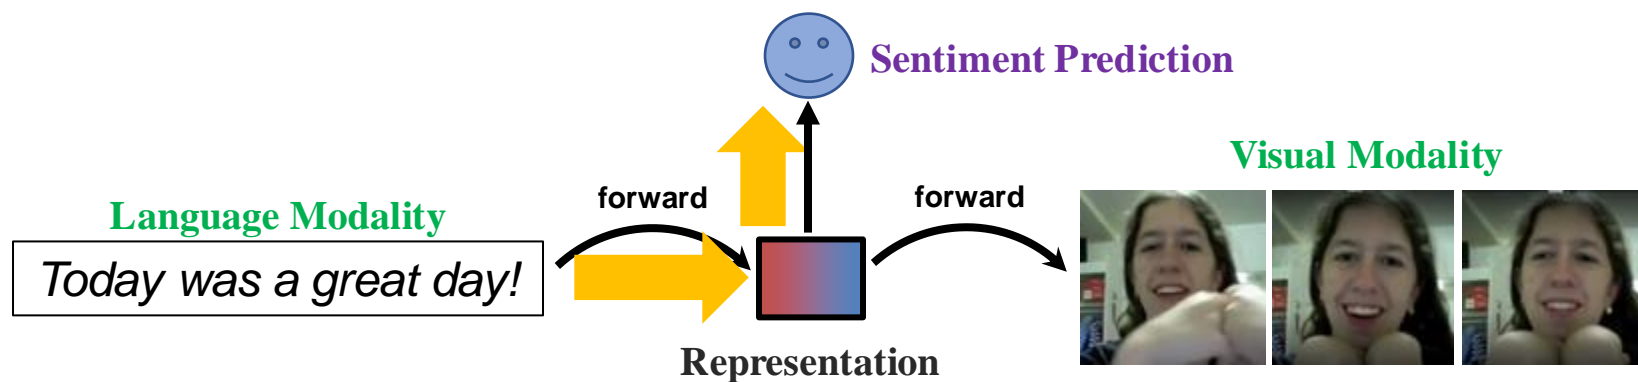 Sentiment Prediction
Visual Modality
forward
forward
Language Modality
Today was a great day!
Representation